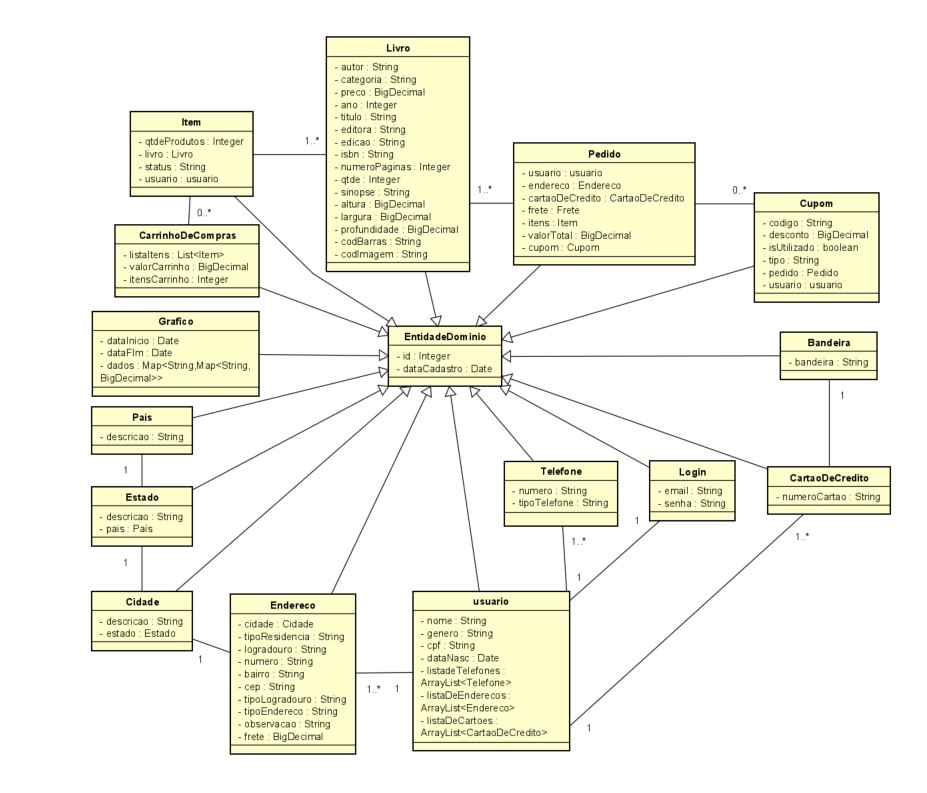 Livro
- autor : String
- categoria : String
- preco : BigDecimal
- ano : Integer
- titulo : String
- editora : String
- edicao : String
- isbn : String
- numeroPaginas : Integer
- qtde : Integer
- sinopse : String
- altura : BigDecimal
- largura : BigDecimal
- profundidade : BigDecimal
- codBarras : String
- codImagem : String
Item
- qtdeProdutos : Integer
- livro : Livro
- status : String
- usuario : usuario
1..*
0..*
CarrinhoDeCompras
- listaItens : List<Item>
- valorCarrinho : BigDecimal
- itensCarrinho : Integer
Pedido
- usuario : usuario
- endereco : Endereco
- cartaoDeCredito : CartaoDeCredito
- frete : Frete
- itens : Item
- valorTotal : BigDecimal
- cupom : Cupom
1..*
0..*
Cupom
- codigo : String
- desconto : BigDecimal
- isUtilizado : boolean
- tipo : String
- pedido : Pedido
- usuario : usuario
Grafico
- dataInicio : Date
- dataFIm : Date
- dados : Map<String,Map<String,
BigDecimal>>
EntidadeDominio
- id : Integer
- dataCadastro : Date
Bandeira
- bandeira : String
1
País
- descricao : String
1
Estado
- descricao : String
- pais : País
1
Cidade
- descricao : String
- estado : Estado
1
Telefone
- numero : String
- tipoTelefone : String
1..*
1
Login
- email : String
- senha : String
1
CartaoDeCredito
- numeroCartao : String
1..*
1
Endereco
- cidade : Cidade
- tipoResidencia : String
- logradouro : String
- numero : String
- bairro : String
- cep : String
- tipoLogradouro : String
- tipoEndereco : String
- observacao : String
- frete : BigDecimal
1..*
1
usuario
- nome : String
- genero : String
- cpf : String
- dataNasc : Date
- listadeTelefones :
ArrayList<Telefone>
- listaDeEnderecos :
ArrayList<Endereco>
- listaDeCartoes :
ArrayList<CartaoDeCredito>